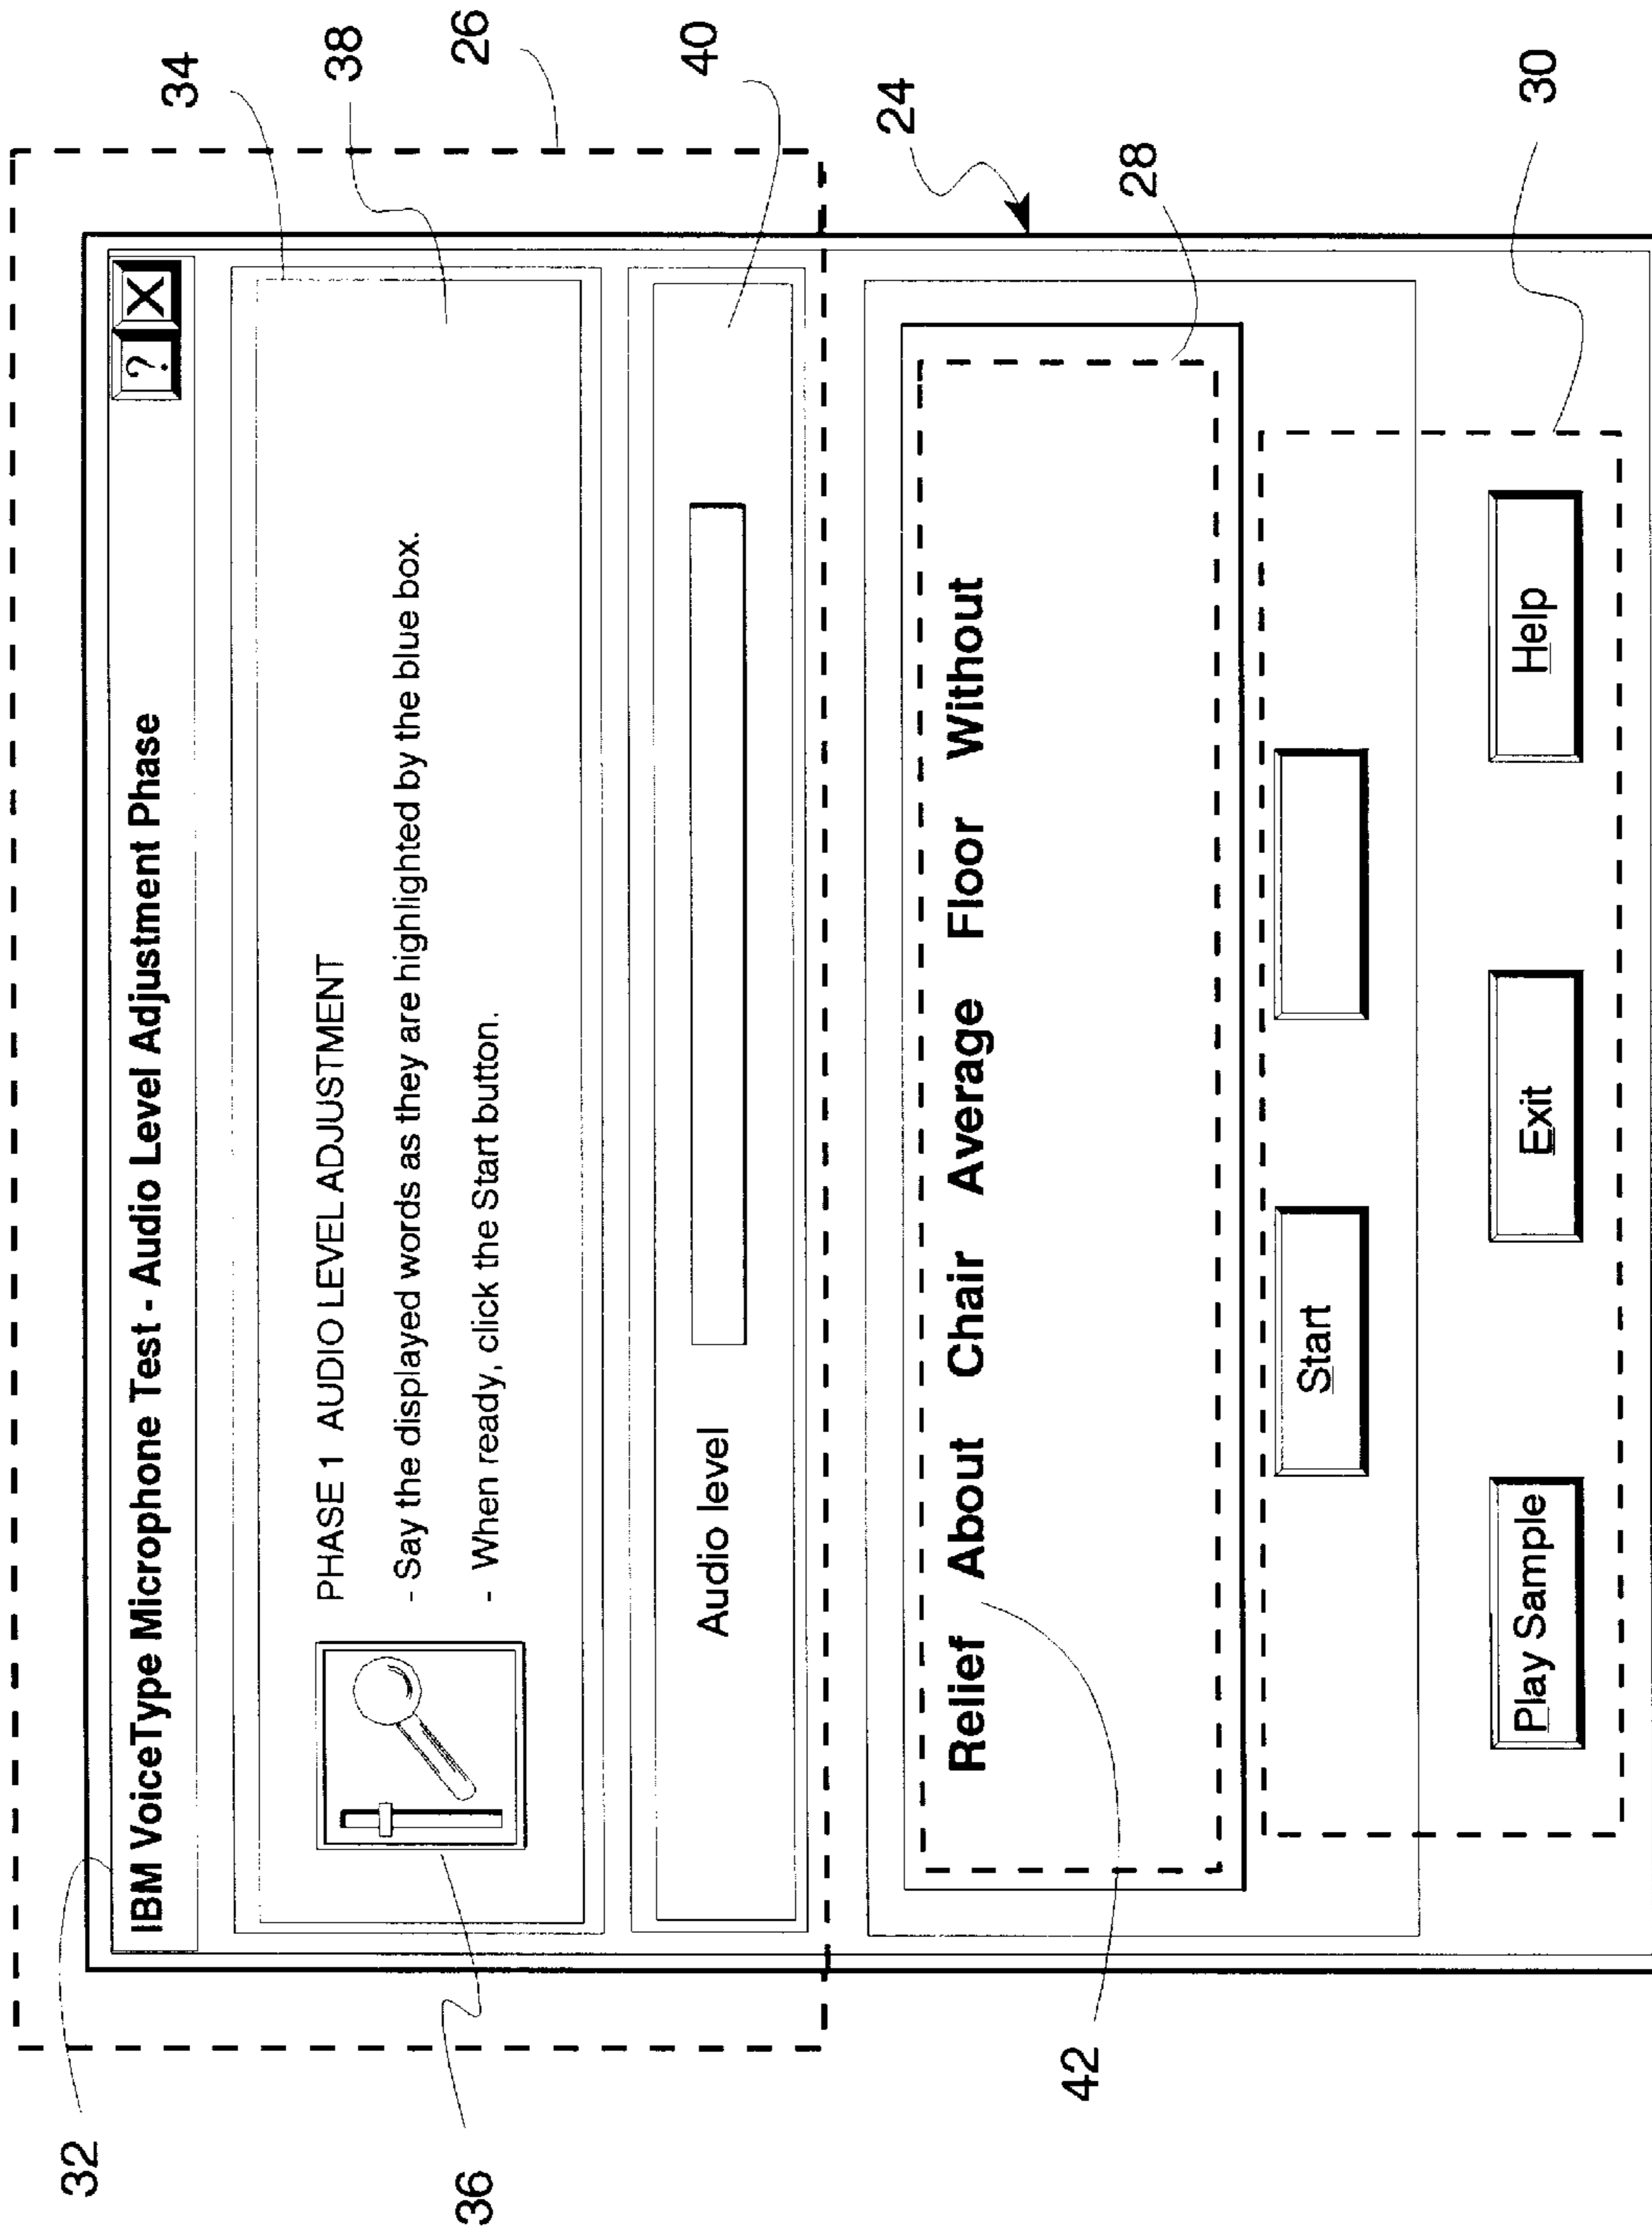 26
34
38
32
IBM VoiceType Microphone Test - Audio Level Adjustment Phase
? X
36
PHASE 1 AUDIO LEVEL ADJUSTMENT
- Say the displayed words as they are highlighted by the blue box.
- When ready, click the Start button.
40
Audio level
24
28
42
Relief About Chair Average Floor Without
Start
30
Play Sample Exit Help